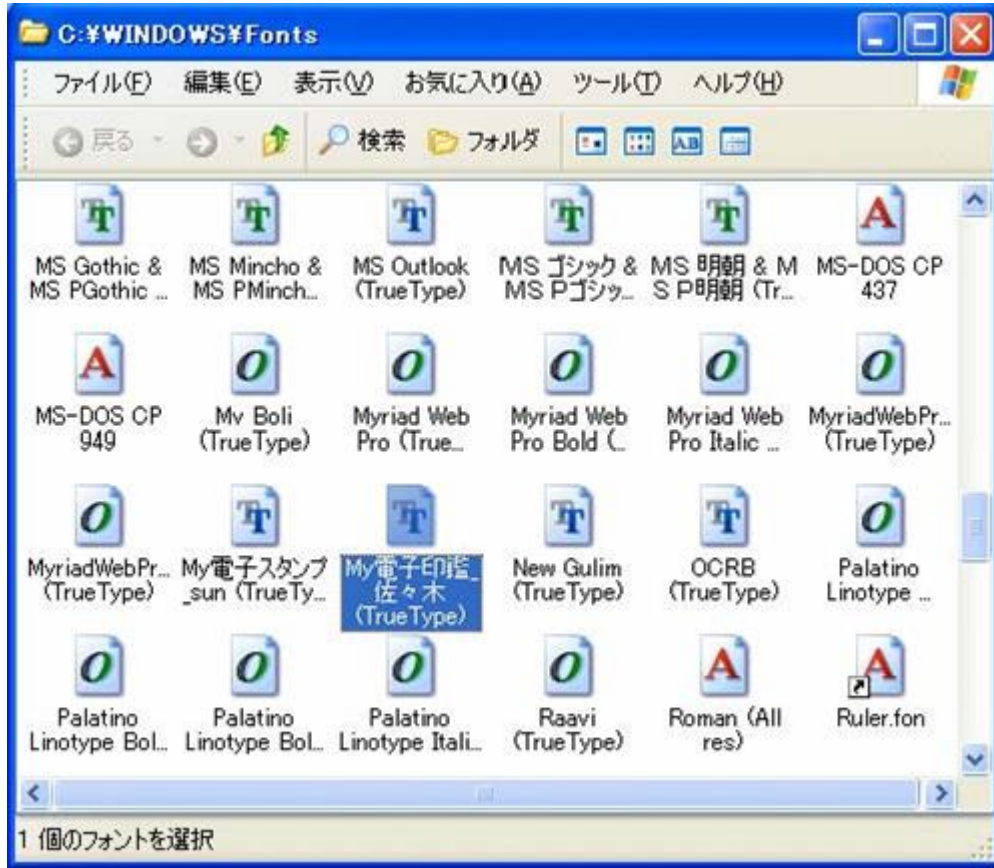 C:¥WINDOWS¥Fonts
ファイル(F) 編集(E) 表示(V) お気に入り(A) ツール(T) ヘルプ(H)
戻る 検索 フォルダ
MS Gothic & MS PGothic ...
MS Mincho & MS PMinch...
MS Outlook (TrueType)
MS ゴシック & MS Pゴシッ...
MS 明朝 & MS P明朝 (Tr...
MS-DOS CP 437
MS-DOS CP 949
Mv Boli (TrueType)
Myriad Web Pro (True...
Myriad Web Pro Bold (...
Myriad Web Pro Italic ...
MyriadWebPr... (TrueType)
MyriadWebPr... (TrueType)
My電子スタンプ_sun (TrueTy...
My電子印鑑_佐々木 (TrueType)
New Gulim (TrueType)
OCRB (TrueType)
Palatino Linotype ...
Palatino Linotype Bol...
Palatino Linotype Bol...
Palatino Linotype Itali...
Raavi (TrueType)
Roman (All res)
Ruler.fon
1 個のフォントを選択